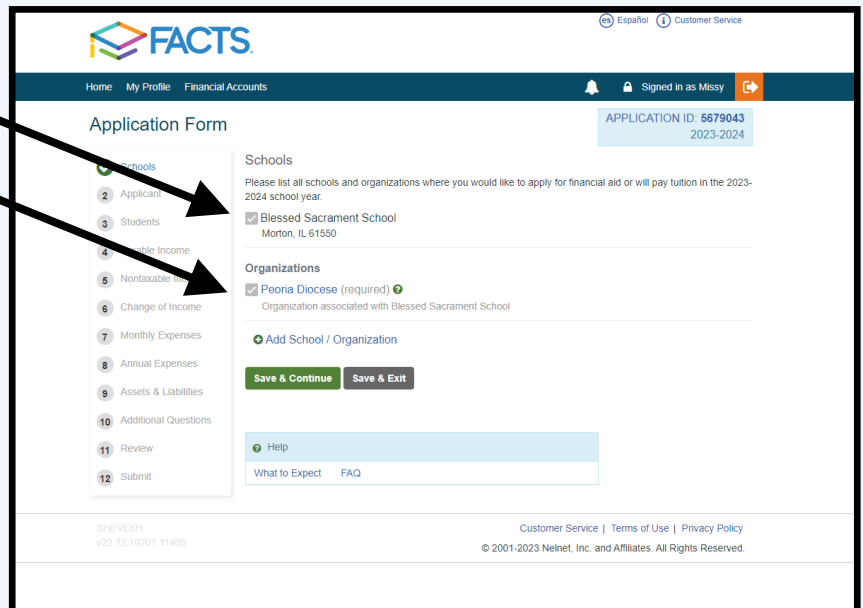 es Español i Customer Service
FACTS
Home My Profile Financial Accounts Signed in as Missy
Application Form
APPLICATION ID: 5679043
2023-2024
Schools
2 Applicant
3 Students
4 Taxable Income
5 Nontaxable
6 Change of Income
7 Monthly Expenses
8 Annual Expenses
9 Assets & Liabilities
10 Additional Questions
11 Review
12 Submit
Schools
Please list all schools and organizations where you would like to apply for financial aid or will pay tuition in the 2023-
2024 school year.
Blessed Sacrament School
Morton, IL 61550
Organizations
Peoria Diocese (required) ?
Organization associated with Blessed Sacrament School
Add School / Organization
Save & Continue Save & Exit
? Help
What to Expect FAQ
SHEVE6H
v22.12.10201.11405
Customer Service | Terms of Use | Privacy Policy
© 2001-2023 Nelnet, Inc. and Affiliates. All Rights Reserved.